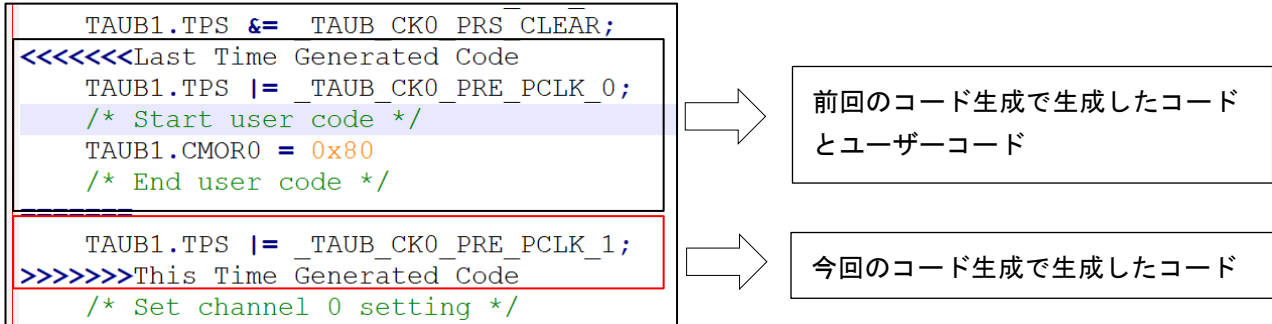 TAUB1.TPS &= _TAUB_CK0_PRS_CLEAR;
<<<<<<<Last Time Generated Code
TAUB1.TPS |= _TAUB_CK0_PRE_PCLK_0;
/* Start user code */
TAUB1.CMOR0 = 0x80
/* End user code */
=======
TAUB1.TPS |= _TAUB_CK0_PRE_PCLK_1;
>>>>>>>This Time Generated Code
/* Set channel 0 setting */
前回のコード生成で生成したコード
とユーザーコード
今回のコード生成で生成したコード